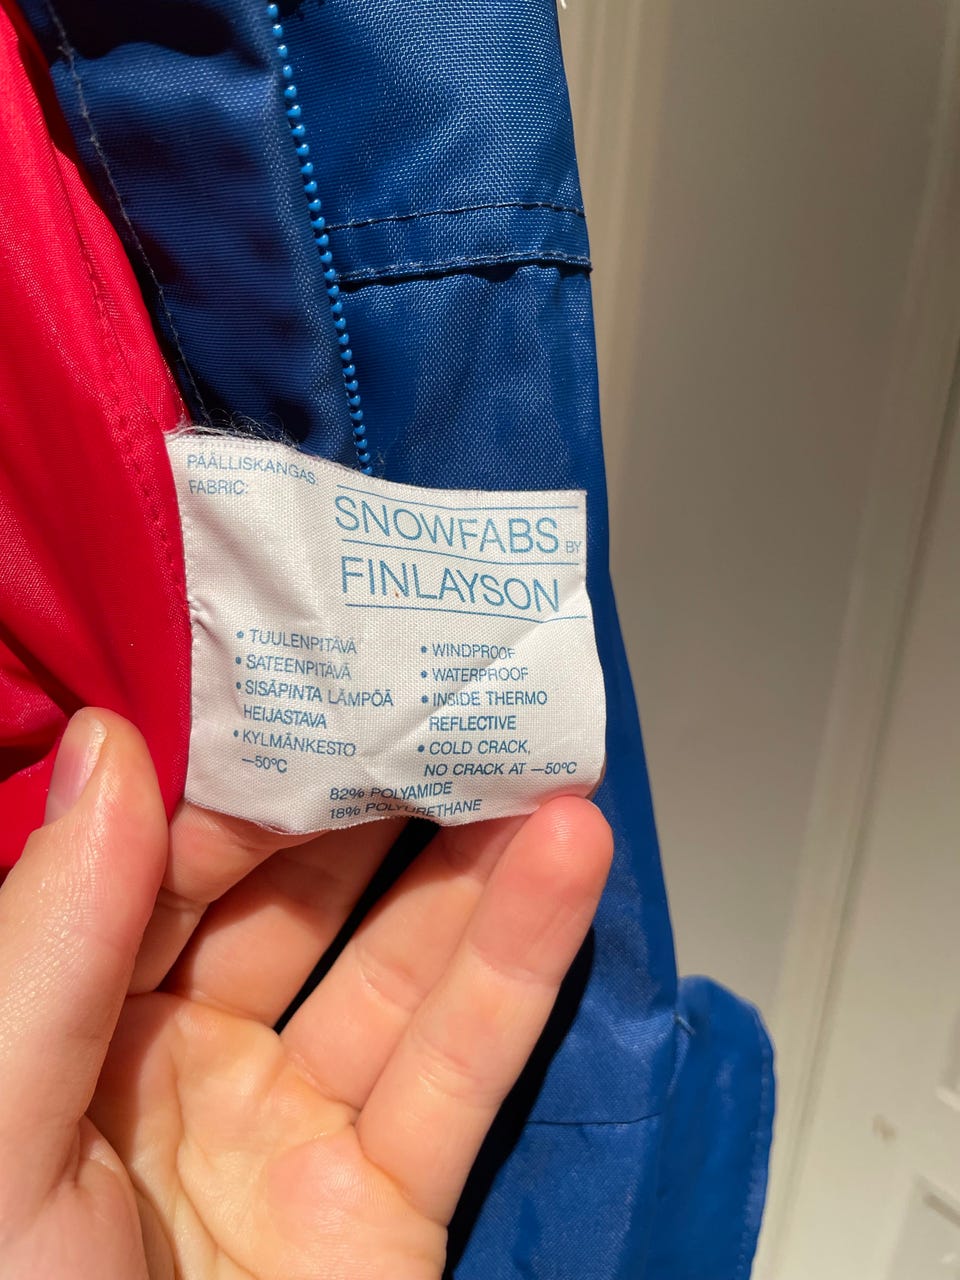 PÄÄLLISKANGAS:
FABRIC:
SNOWFABS BY
FINLAYSON
• TUULENPITÄVÄ
• SATEENPITÄVÄ
• SISÄPINTA LÄMPÖÄ
HEIJASTAVA
• KYLMÄNKESTO
–50°C
• WINDPROOF
• WATERPROOF
• INSIDE THERMO
REFLECTIVE
• COLD CRACK,
NO CRACK AT –50°C
82% POLYAMIDE
18% POLYURETHANE